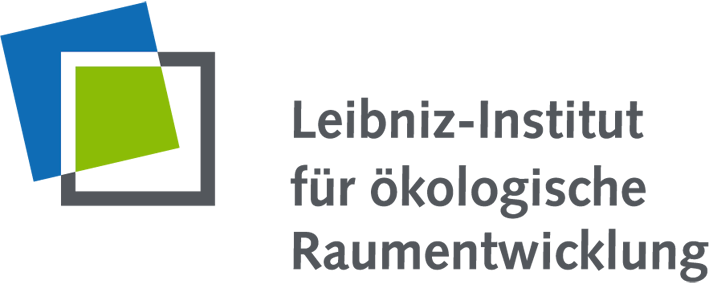 Leibniz-Institut
für ökologische
Raumentwicklung